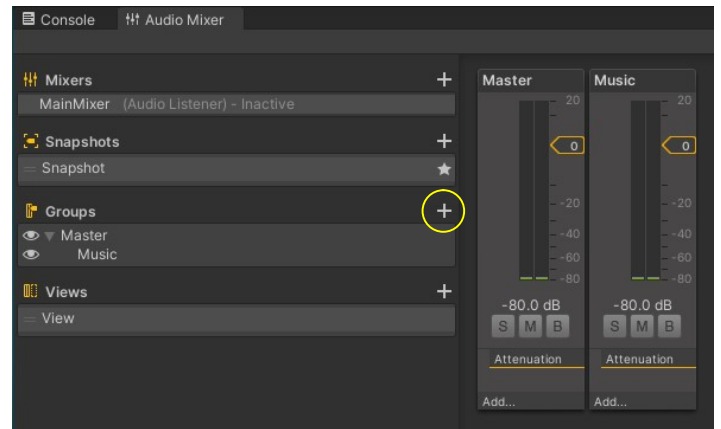 Console
Audio Mixer
Mixers
MainMixer (Audio Listener) - Inactive
Snapshots
Snapshot
Groups
Master
Music
Views
View
Master
20
0
-20
-40
-60
-80
-80.0 dB
S M B
Attenuation
Add...
Music
20
0
-20
-40
-60
-80
-80.0 dB
S M B
Attenuation
Add...